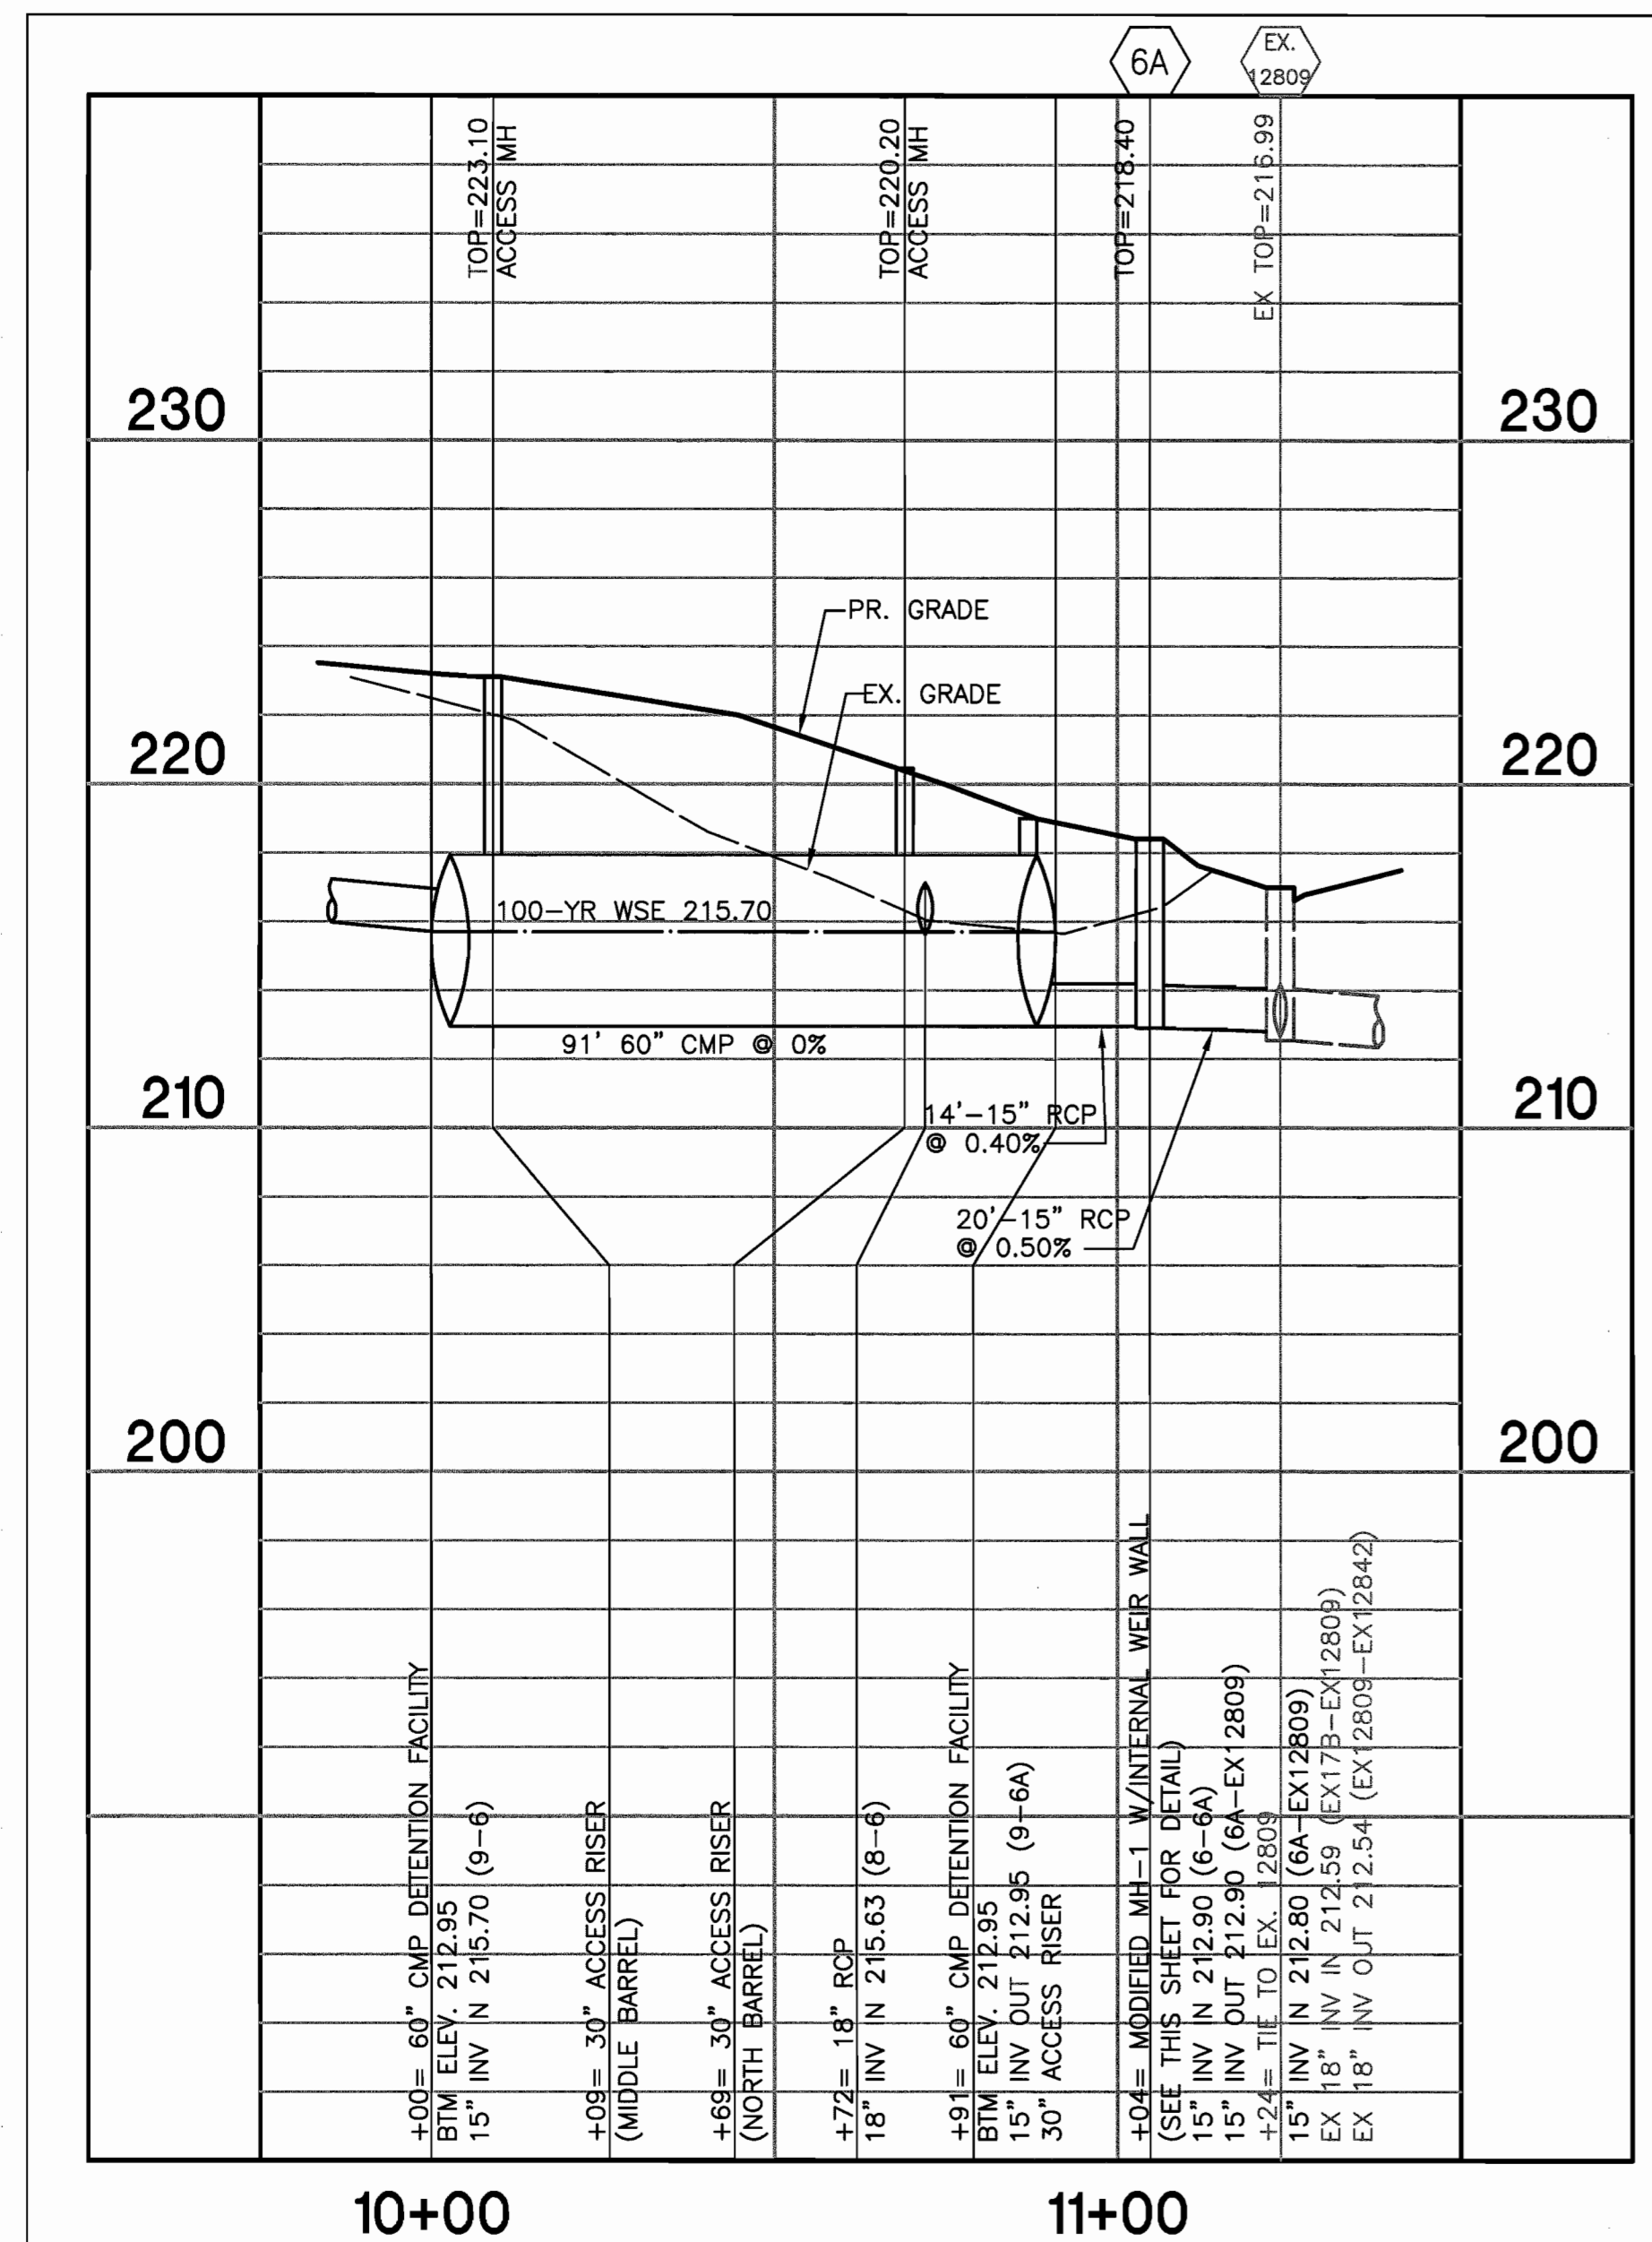 6A
EX.
12809
TOP=223.10
ACCESS MH
TOP=220.20
ACCESS MH
TOP=218.40
EX TOP=216.99
230
230
PR. GRADE
EX. GRADE
220
220
100-YR WSE 215.70
91' 60" CMP @ 0%
210
210
14'-15" RCP
@ 0.40%
20'-15" RCP
@ 0.50%
200
200
+00= 60" CMP DETENTION FACILITY
BTM ELEV. 212.95
15" INV IN 215.70 (9-6)
+09= 30" ACCESS RISER
(MIDDLE BARREL)
+69= 30" ACCESS RISER
(NORTH BARREL)
+72= 18" RCP
18" INV IN 215.63 (8-6)
+91= 60" CMP DETENTION FACILITY
BTM ELEV. 212.95
15" INV OUT 212.95 (9-6A)
30" ACCESS RISER
+04= MODIFIED MH-1 W/INTERNAL WEIR WALL
(SEE THIS SHEET FOR DETAIL)
15" INV IN 212.90 (6-6A)
15" INV OUT 212.90 (6A-EX12809)
+24= TIE TO EX. 12809
15" INV IN 212.80 (6A-EX12809)
EX 18" INV IN 212.59 (EX17B-EX12809)
EX 18" INV OUT 212.54 (EX12809-EX12842)
10+00
11+00